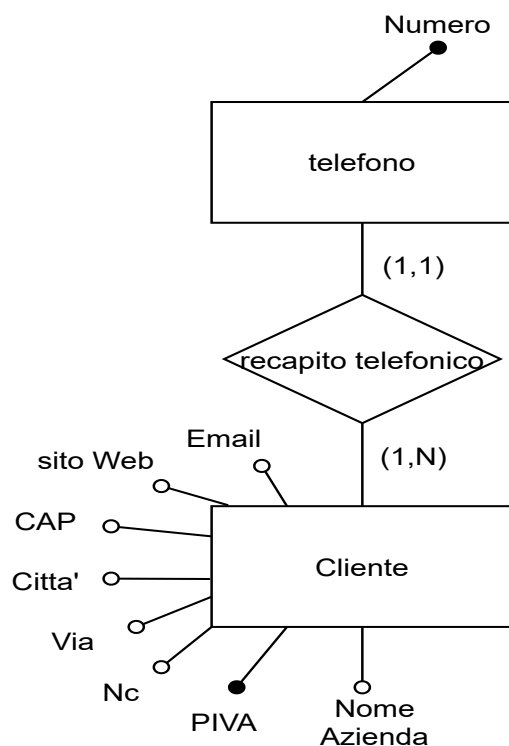 Numero
telefono
(1,1)
recapito telefonico
(1,N)
Email
sito Web
CAP
Citta'
Cliente
Via
Nc
PIVA
Nome
Azienda